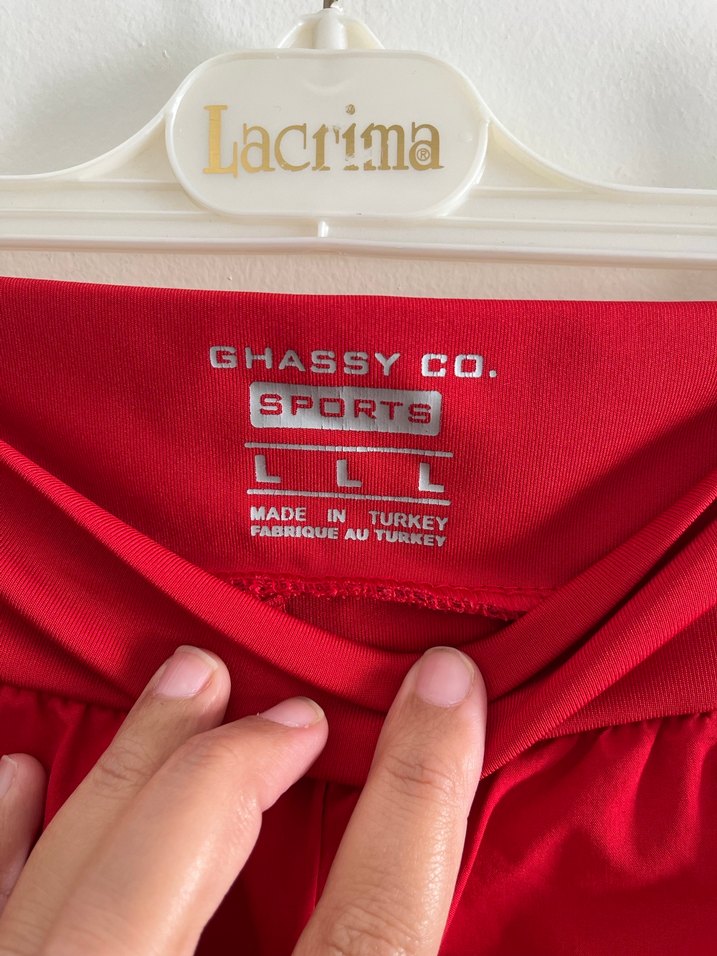 Lacrima®
GHASSY CO.
SPORTS
L L L
MADE IN TURKEY
FABRIQUE AU TURKEY